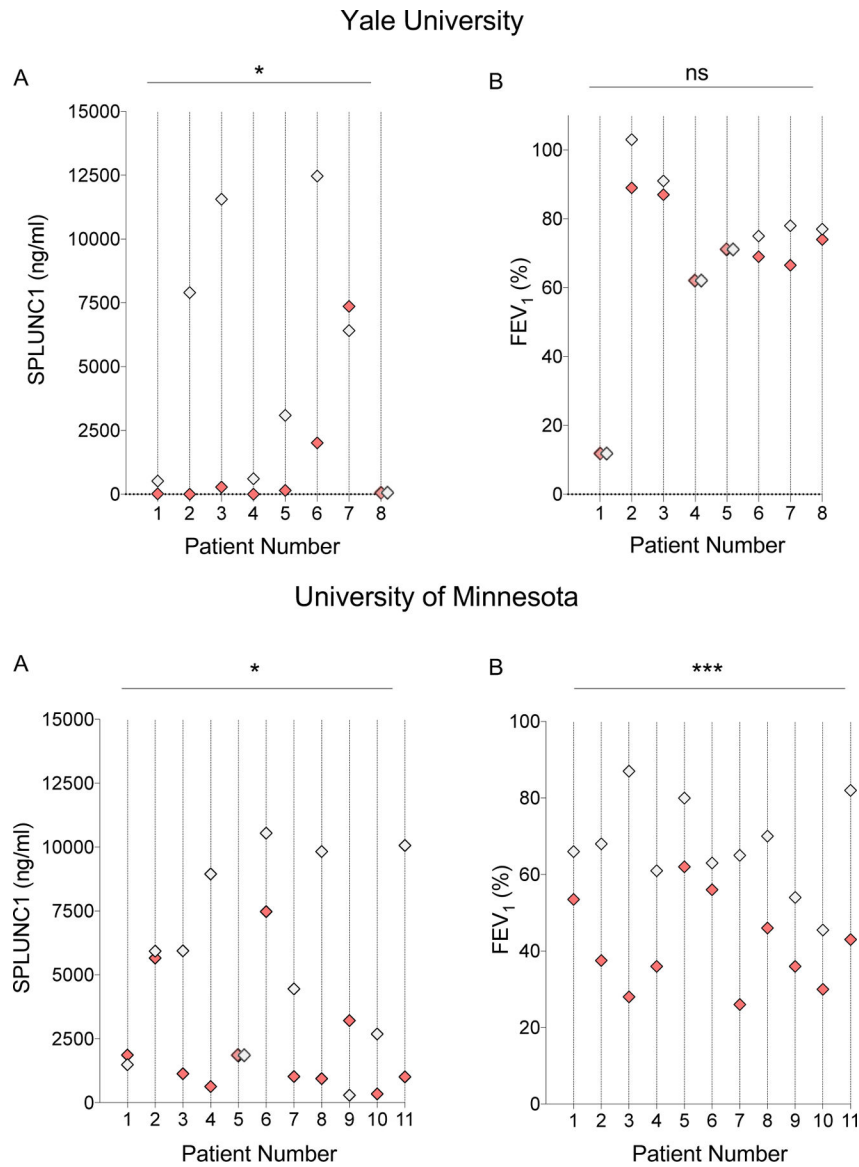 Yale University
A
*
SPLUNC1 (ng/ml)
15000
12500
10000
7500
5000
2500
0
1 2 3 4 5 6 7 8
Patient Number
B
ns
FEV1 (%)
100
80
60
40
20
0
1 2 3 4 5 6 7 8
Patient Number
University of Minnesota
A
*
SPLUNC1 (ng/ml)
15000
12500
10000
7500
5000
2500
0
1 2 3 4 5 6 7 8 9 10 11
Patient Number
B
***
FEV1 (%)
100
80
60
40
20
0
1 2 3 4 5 6 7 8 9 10 11
Patient Number